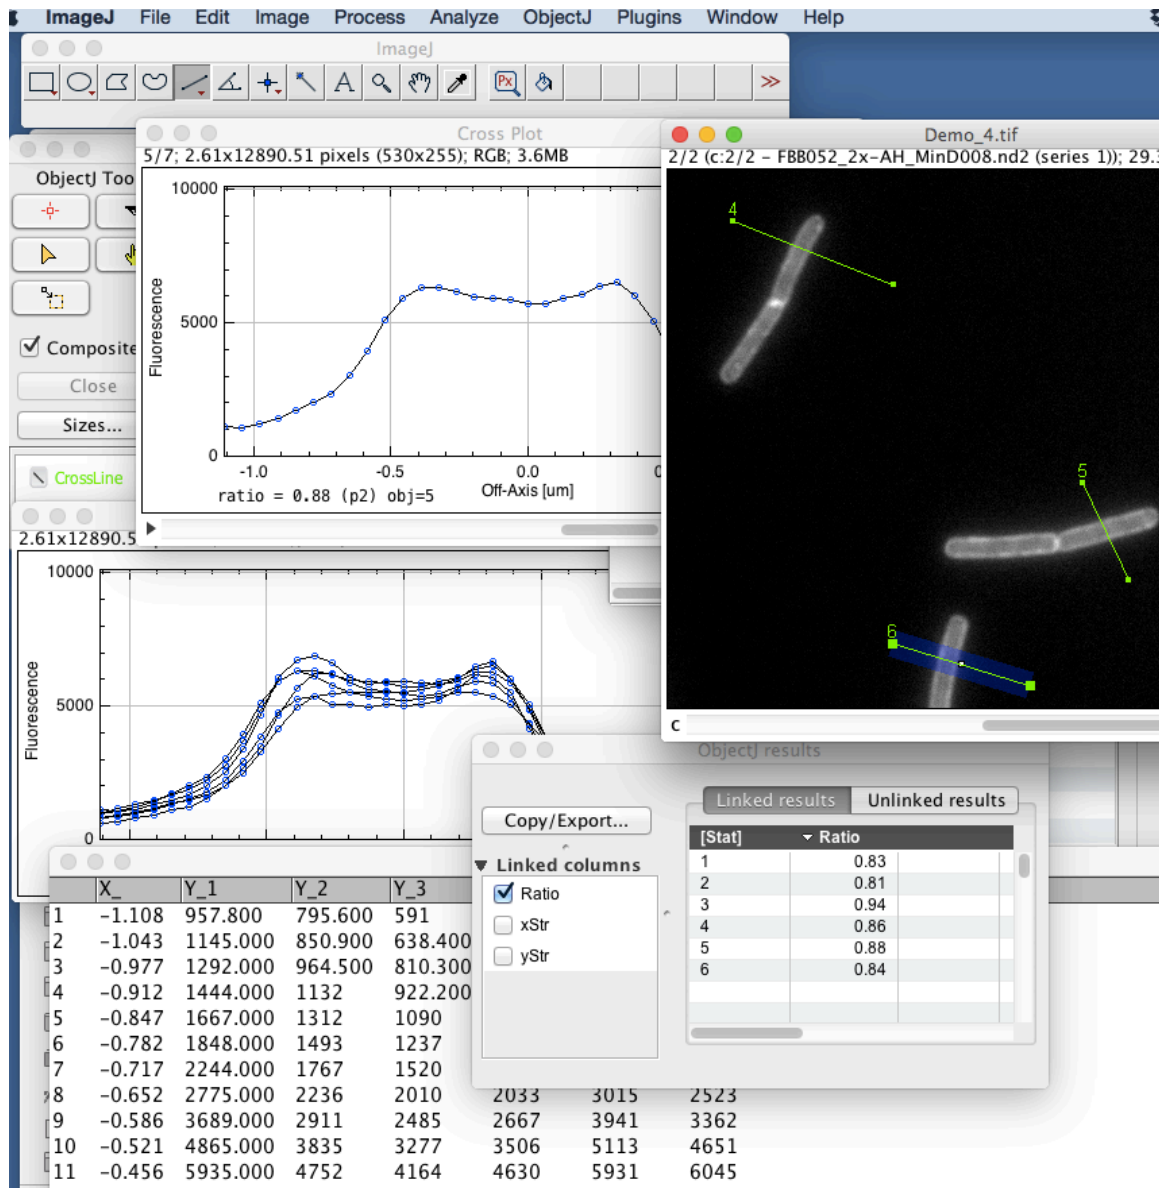 ImageJ File Edit Image Process Analyze ObjectJ Plugins Window Help
ImageJ
Cross Plot
5/7; 2.61x12890.51 pixels (530x255); RGB; 3.6MB
10000
5000
0
Fluorescence
-1.0 -0.5 0.0
Off-Axis [um]
ratio = 0.88 (p2) obj=5
Demo_4.tif
2/2 (c:2/2 - FBB052_2x-AH_MinD008.nd2 (series 1)); 29.
4
5
6
c
ObjectJ Too
Composite
Close
Sizes...
CrossLine
2.61x12890.5
10000
5000
0
Fluorescence
ObjectJ results
Copy/Export...
Linked columns
Ratio
xStr
yStr
Linked results Unlinked results
[Stat] Ratio
1 0.83
2 0.81
3 0.94
4 0.86
5 0.88
6 0.84
X_ Y_1 Y_2 Y_3
1 -1.108 957.800 795.600 591
2 -1.043 1145.000 850.900 638.400
3 -0.977 1292.000 964.500 810.300
4 -0.912 1444.000 1132 922.200
5 -0.847 1667.000 1312 1090
6 -0.782 1848.000 1493 1237
7 -0.717 2244.000 1767 1520
8 -0.652 2775.000 2236 2010 2033 3015 2523
9 -0.586 3689.000 2911 2485 2667 3941 3362
10 -0.521 4865.000 3835 3277 3506 5113 4651
11 -0.456 5935.000 4752 4164 4630 5931 6045